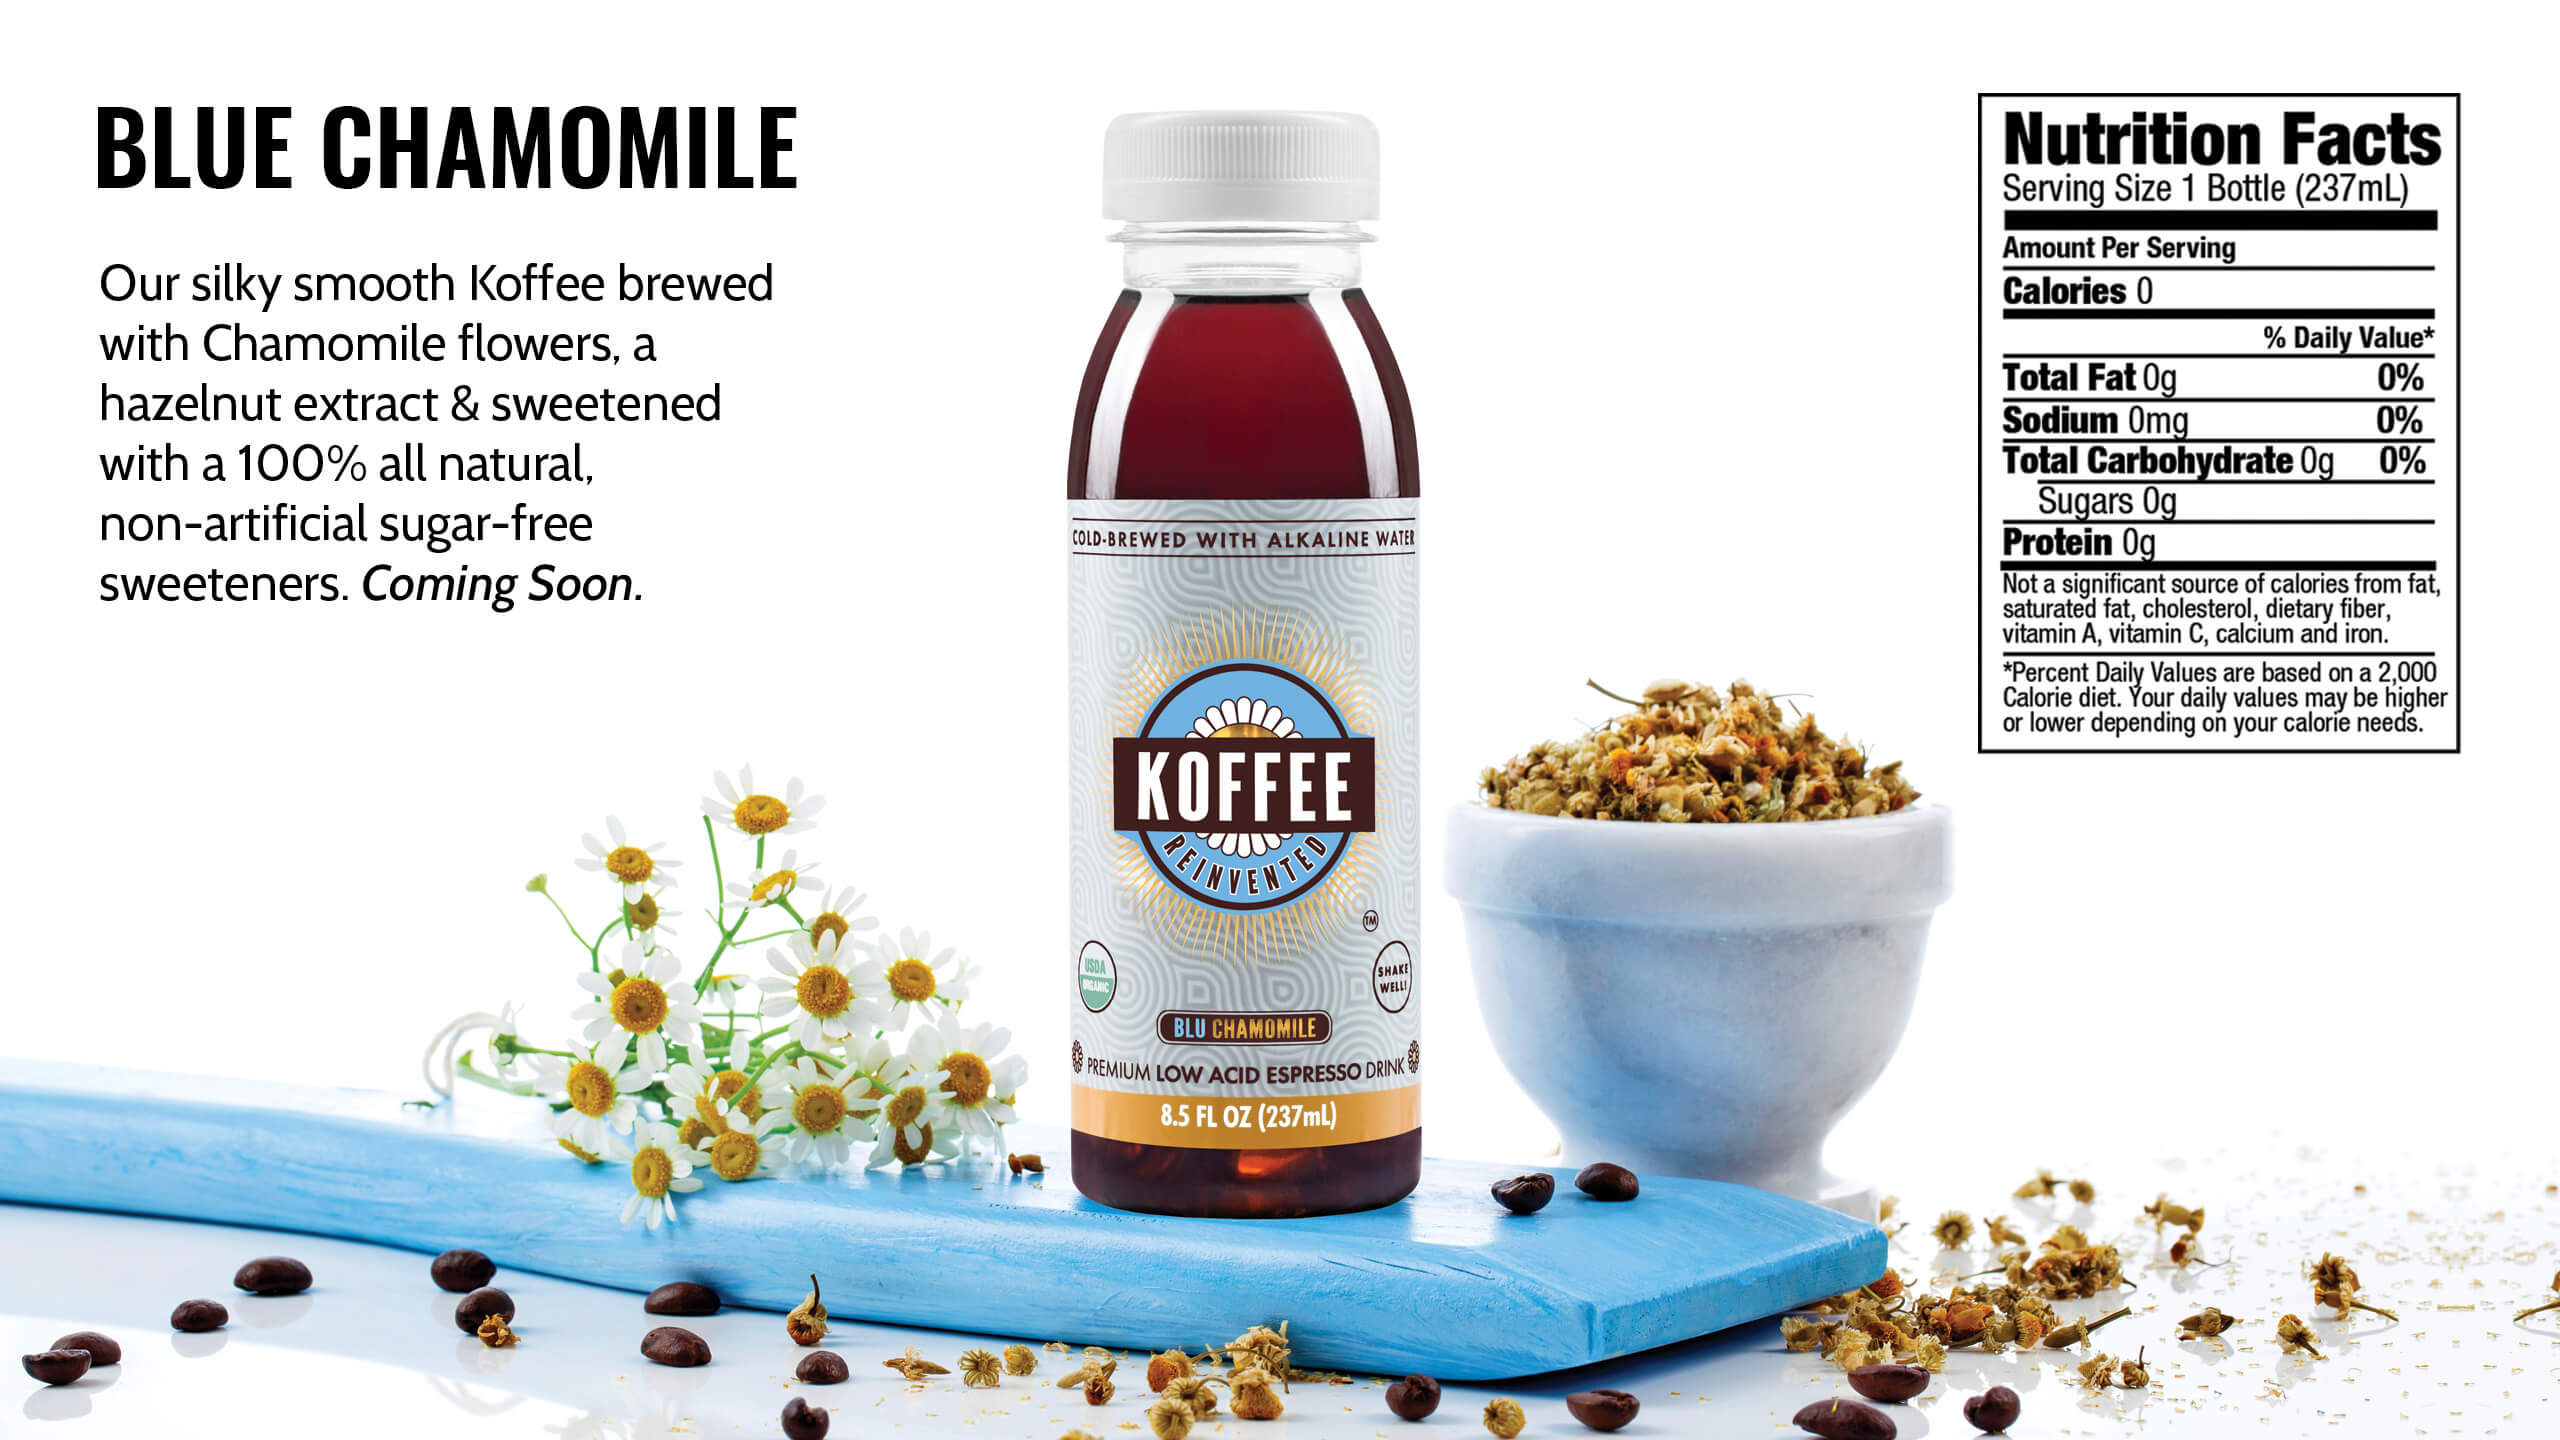 BLUE CHAMOMILE
Our silky smooth Koffee brewed
with Chamomile flowers, a
hazelnut extract & sweetened
with a 100% all natural,
non-artificial sugar-free
sweeteners. Coming Soon.
COLD-BREWED WITH ALKALINE WATER
KOFFEE
REINVENTED
TM
USDA
ORGANIC
SHAKE
WELL!
BLU CHAMOMILE
PREMIUM LOW ACID ESPRESSO DRINK
8.5 FL OZ (237mL)
Nutrition Facts
Serving Size 1 Bottle (237mL)
Amount Per Serving
Calories 0
% Daily Value*
Total Fat 0g 0%
Sodium 0mg 0%
Total Carbohydrate 0g 0%
Sugars 0g
Protein 0g
Not a significant source of calories from fat,
saturated fat, cholesterol, dietary fiber,
vitamin A, vitamin C, calcium and iron.
*Percent Daily Values are based on a 2,000
Calorie diet. Your daily values may be higher
or lower depending on your calorie needs.